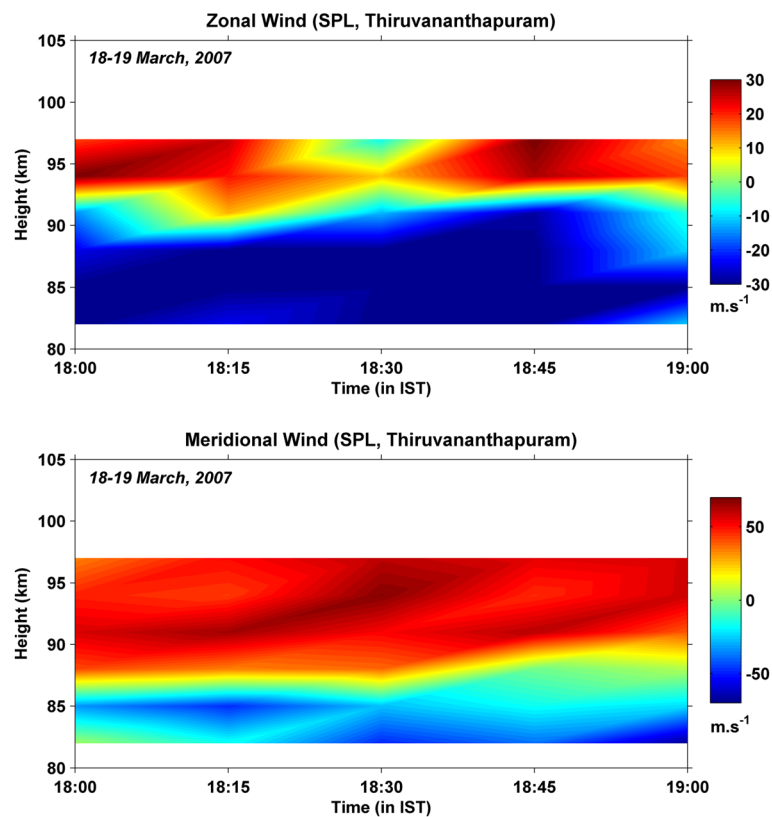 Zonal Wind (SPL, Thiruvananthapuram)
105
18-19 March, 2007
100
95
90
85
80
Height (km)
18:00 18:15 18:30 18:45 19:00
Time (in IST)
30
20
10
0
-10
-20
-30
m.s⁻¹
Meridional Wind (SPL, Thiruvananthapuram)
105
18-19 March, 2007
100
95
90
85
80
Height (km)
18:00 18:15 18:30 18:45 19:00
Time (in IST)
50
0
-50
m.s⁻¹